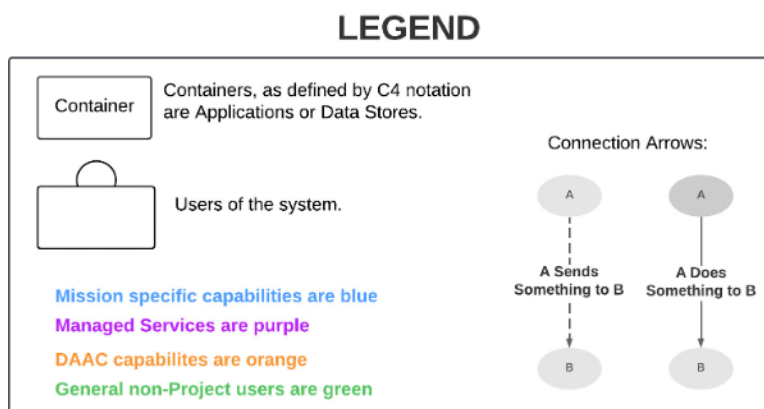 LEGEND
Container
Containers, as defined by C4 notation
are Applications or Data Stores.
Users of the system.
Mission specific capabilities are blue
Managed Services are purple
DAAC capabilites are orange
General non-Project users are green
Connection Arrows:
A
A Sends
Something to B
B
A
A Does
Something to B
B